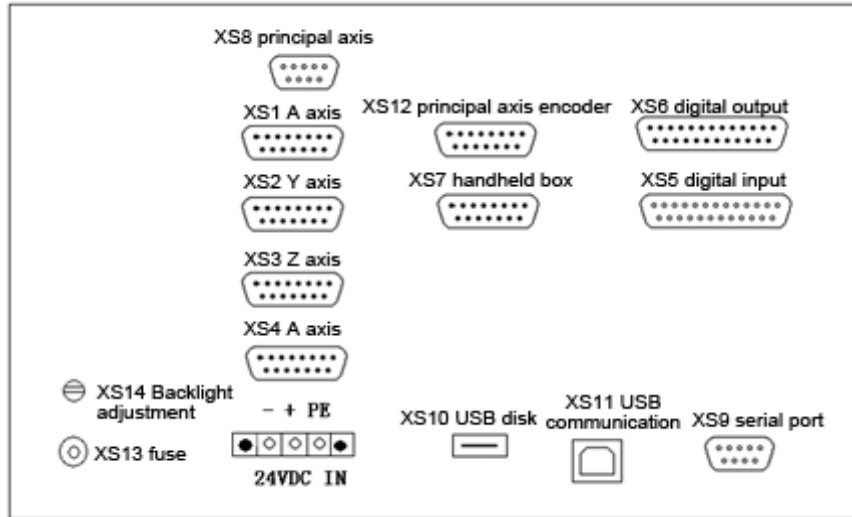 XS8 principal axis
XS1 A axis
XS12 principal axis encoder
XS6 digital output
XS2 Y axis
XS7 handheld box
XS5 digital input
XS3 Z axis
XS4 A axis
XS14 Backlight
adjustment
- + PE
XS10 USB disk
XS11 USB
communication
XS9 serial port
XS13 fuse
24VDC IN